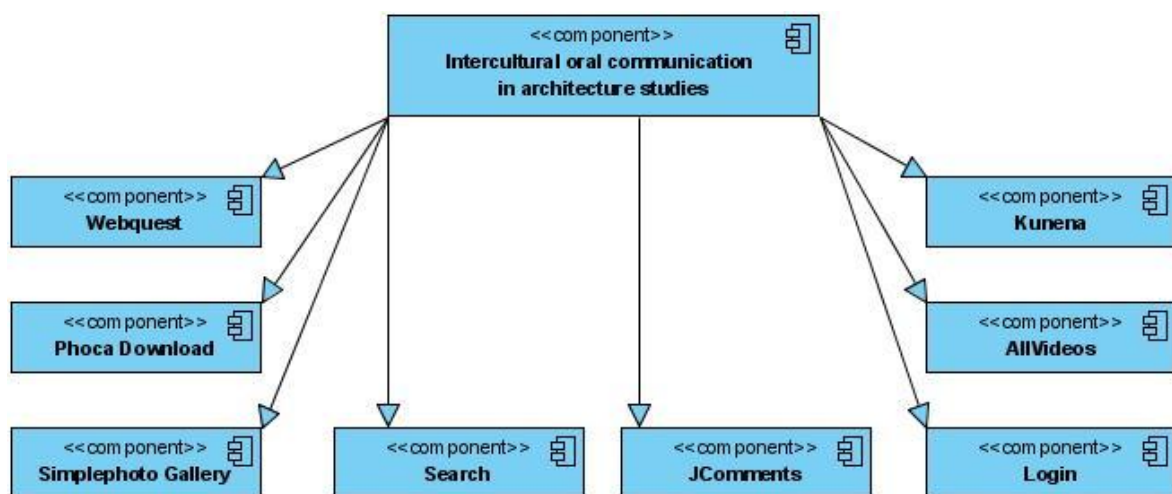 <<component>>
Intercultural oral communication
in architecture studies
<<component>>
Webquest
<<component>>
Kunena
<<component>>
Phoca Download
<<component>>
AllVideos
<<component>>
Simplephoto Gallery
<<component>>
Search
<<component>>
JComments
<<component>>
Login